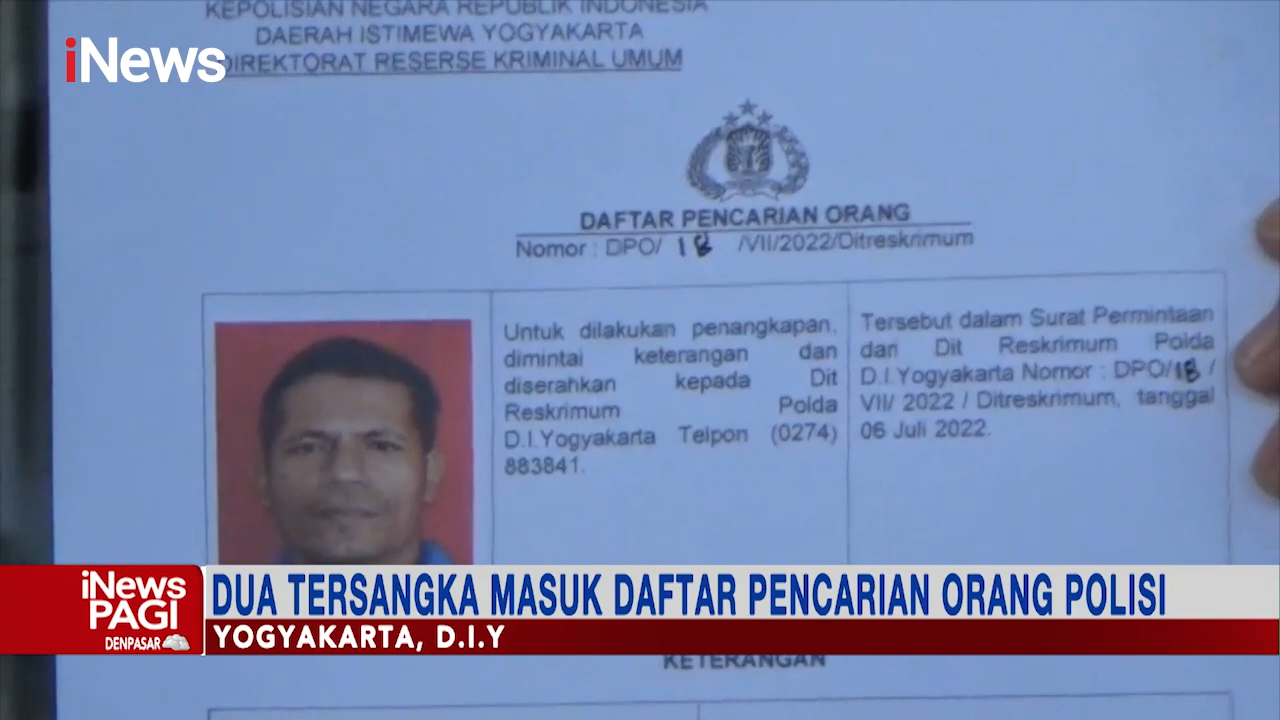 KEPOLISIAN NEGARA REPUBLIK INDONESIA
DAERAH ISTIMEWA YOGYAKARTA
DIREKTORAT RESERSE KRIMINAL UMUM
iNews
DAFTAR PENCARIAN ORANG
Nomor : DPO/ 18 /VII/2022/Ditreskrimum
Untuk dilakukan penangkapan,
dimintai keterangan dan
diserahkan kepada Dit
Reskrimum Polda
D.I.Yogyakarta Telpon (0274)
883841.
Tersebut dalam Surat Permintaan
dari Dit Reskrimum Polda
D.I.Yogyakarta Nomor : DPO/18 /
VII/ 2022 / Ditreskrimum, tanggal
06 Juli 2022.
iNews
PAGI
DENPASAR
DUA TERSANGKA MASUK DAFTAR PENCARIAN ORANG POLISI
YOGYAKARTA, D.I.Y
KETERANGAN